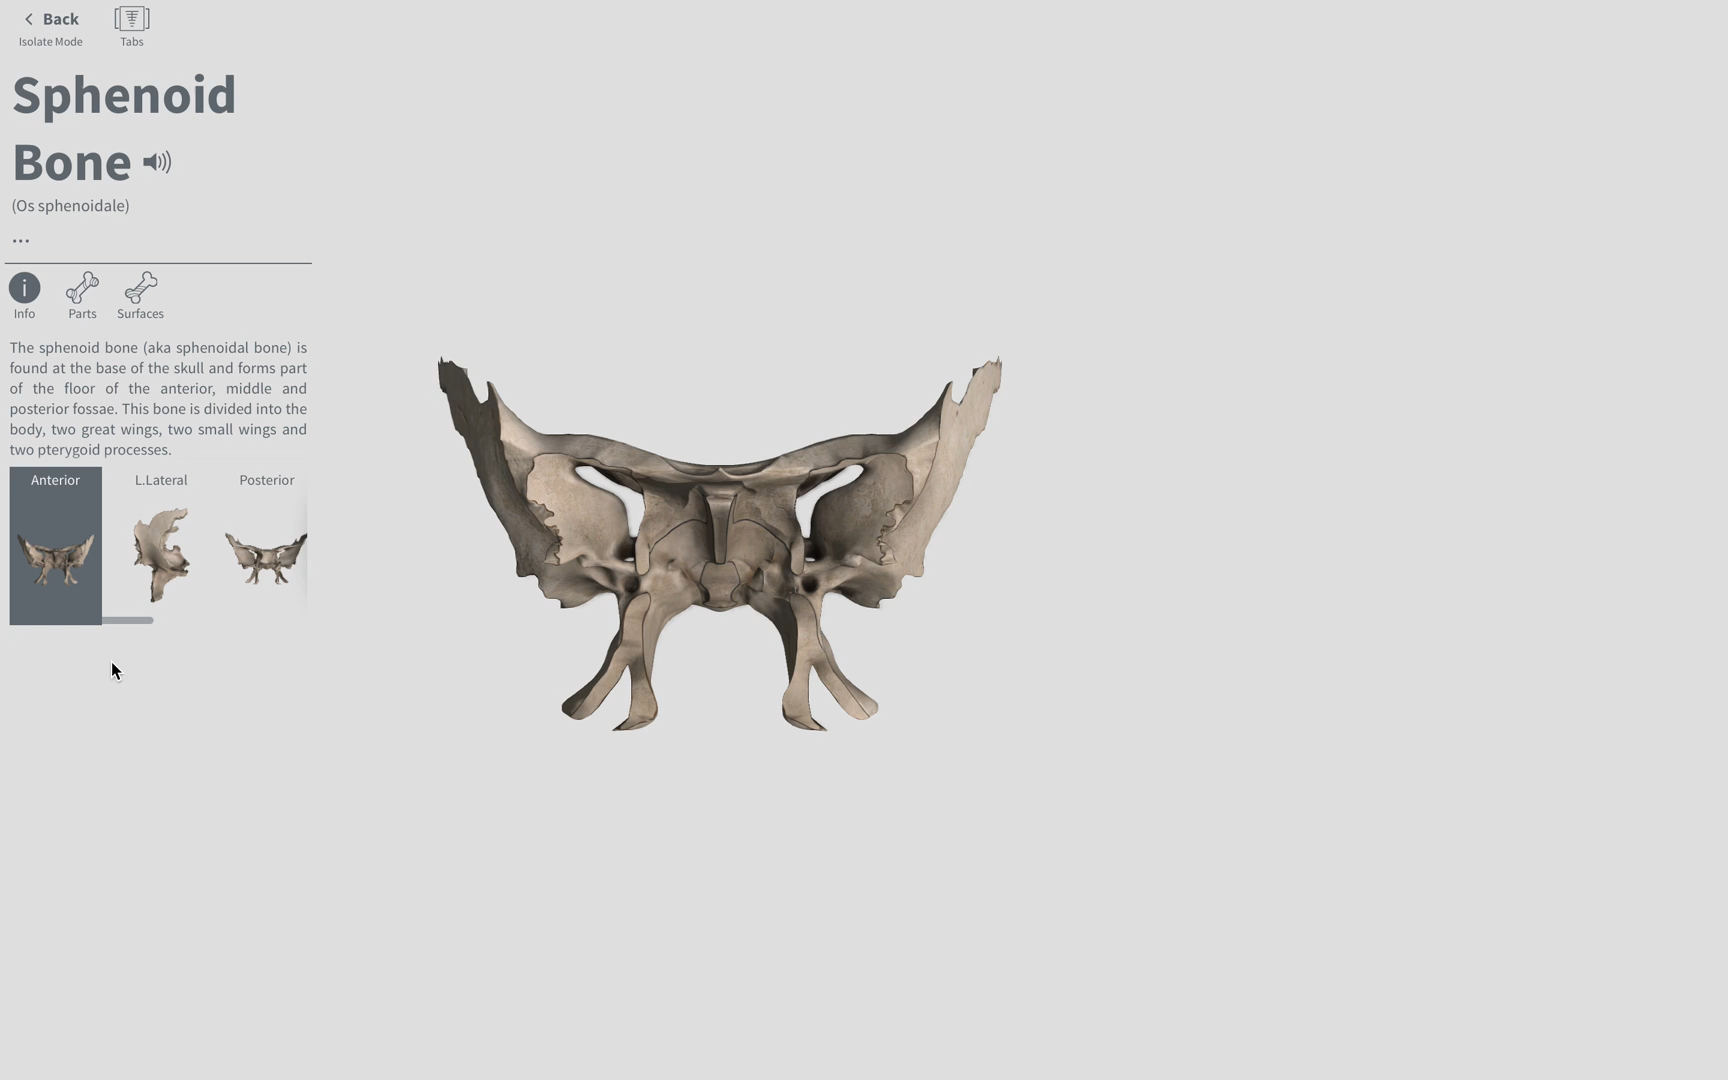 Back
Isolate Mode
Tabs
Sphenoid
Bone
(Os sphenoidale)
...
Info
Parts
Surfaces
The sphenoid bone (aka sphenoidal bone) is
found at the base of the skull and forms part
of the floor of the anterior, middle and
posterior fossae. This bone is divided into the
body, two great wings, two small wings and
two pterygoid processes.
Anterior
L.Lateral
Posterior